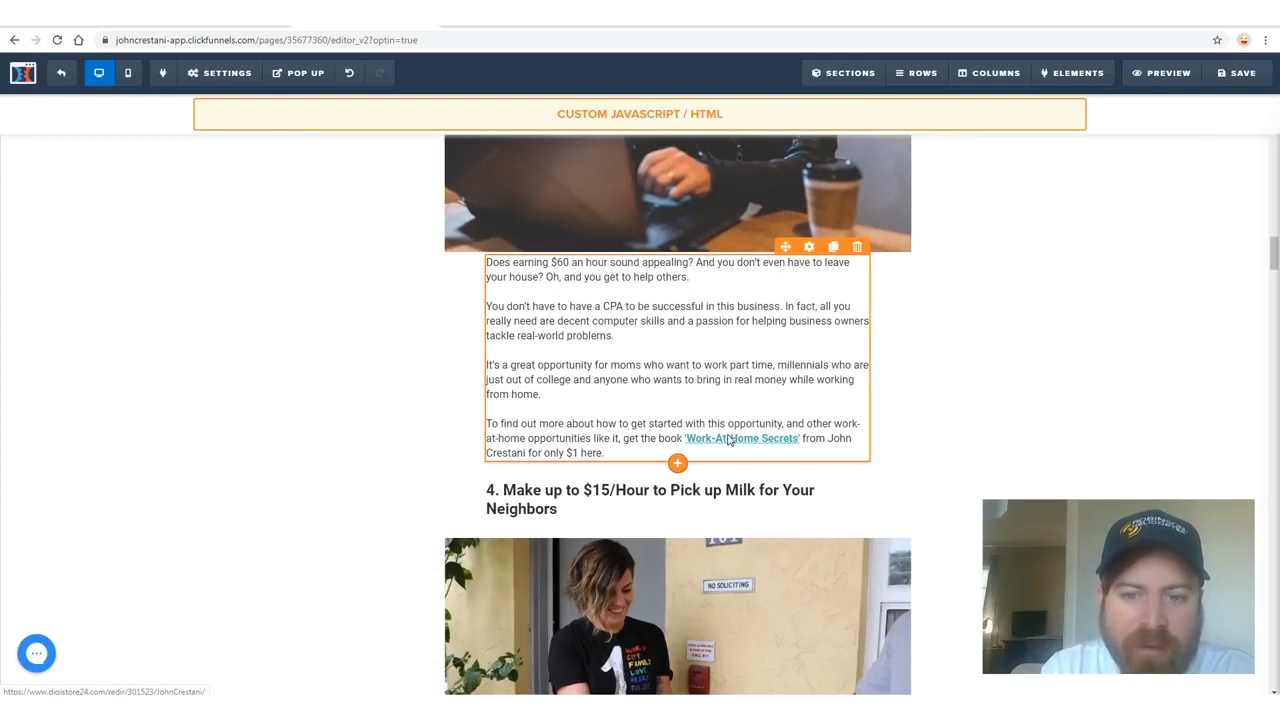 johncrestani-app.clickfunnels.com/pages/35677360/editor_v2?optin=true
SETTINGS POP UP SECTIONS ROWS COLUMNS ELEMENTS PREVIEW SAVE
CUSTOM JAVASCRIPT / HTML
Does earning $60 an hour sound appealing? And you don't even have to leave
your house? Oh, and you get to help others.
You don't have to have a CPA to be successful in this business. In fact, all you
really need are decent computer skills and a passion for helping business owners
tackle real-world problems.
It's a great opportunity for moms who want to work part time, millennials who are
just out of college and anyone who wants to bring in real money while working
from home.
To find out more about how to get started with this opportunity, and other work-
at-home opportunities like it, get the book 'Work-At-Home Secrets' from John
Crestani for only $1 here.
4. Make up to $15/Hour to Pick up Milk for Your
Neighbors
101
NO SOLICITING
https://www.digistore24.com/redir/301523/JohnCrestani/